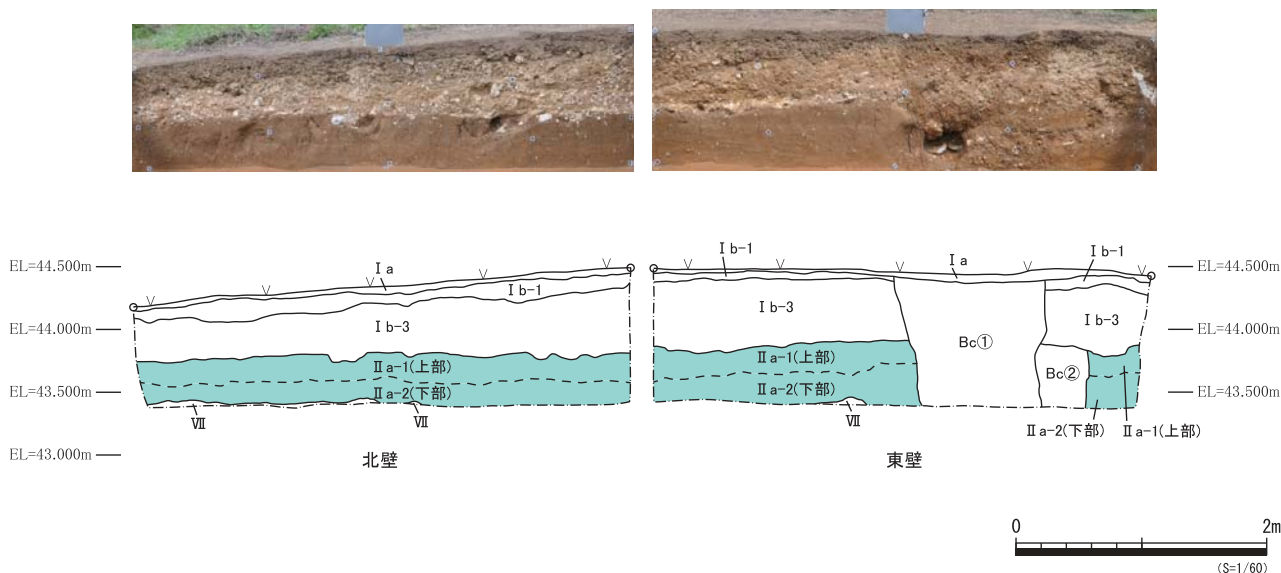 EL=44.500m
EL=44.000m
EL=43.500m
EL=43.000m
Ⅰa
Ⅰb-1
Ⅰb-3
Ⅱa-1(上部)
Ⅱa-2(下部)
Ⅶ
Ⅶ
北壁
Ⅰb-1
Ⅰa
Ⅰb-1
Ⅰb-3
Ⅰb-3
Bc①
Bc②
Ⅱa-1(上部)
Ⅱa-2(下部)
Ⅶ
Ⅱa-2(下部)
Ⅱa-1(上部)
東壁
EL=44.500m
EL=44.000m
EL=43.500m
0
2m
(S=1/60)